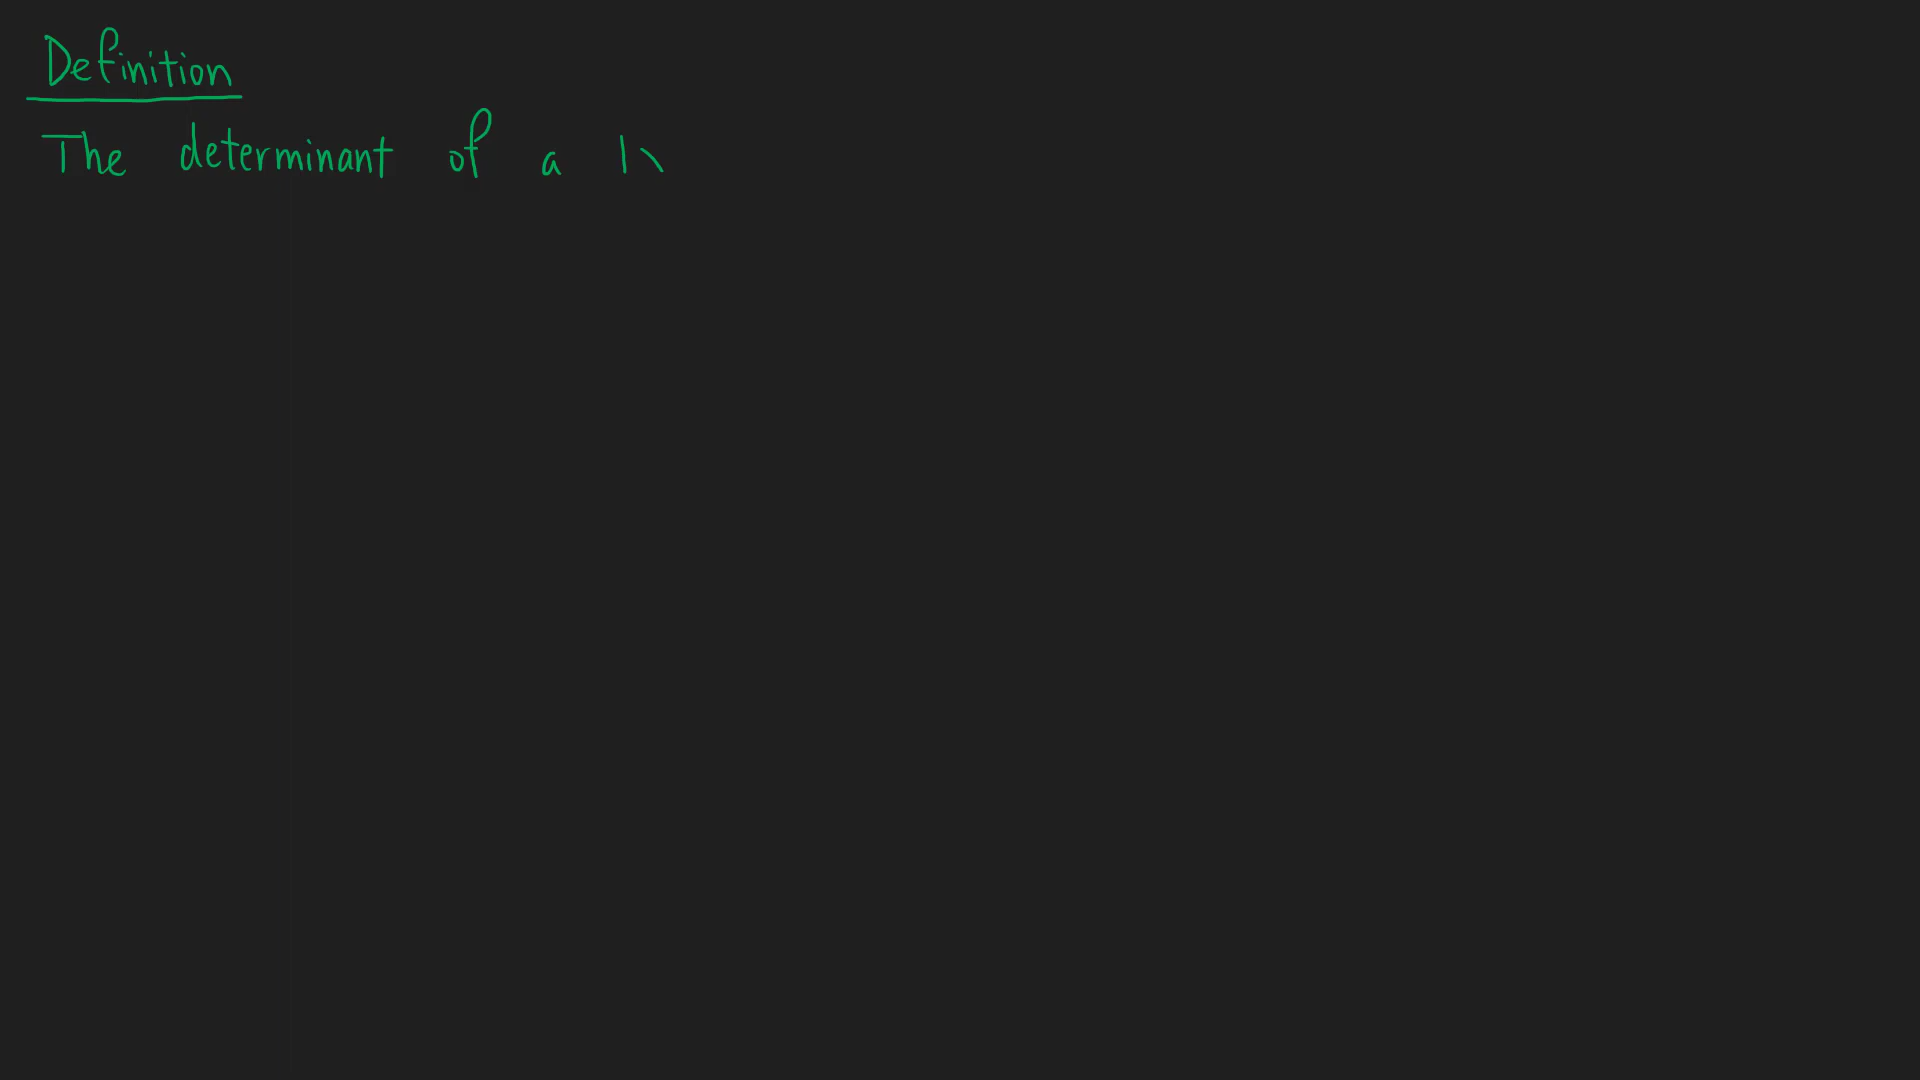 Definition
The determinant of a 1\